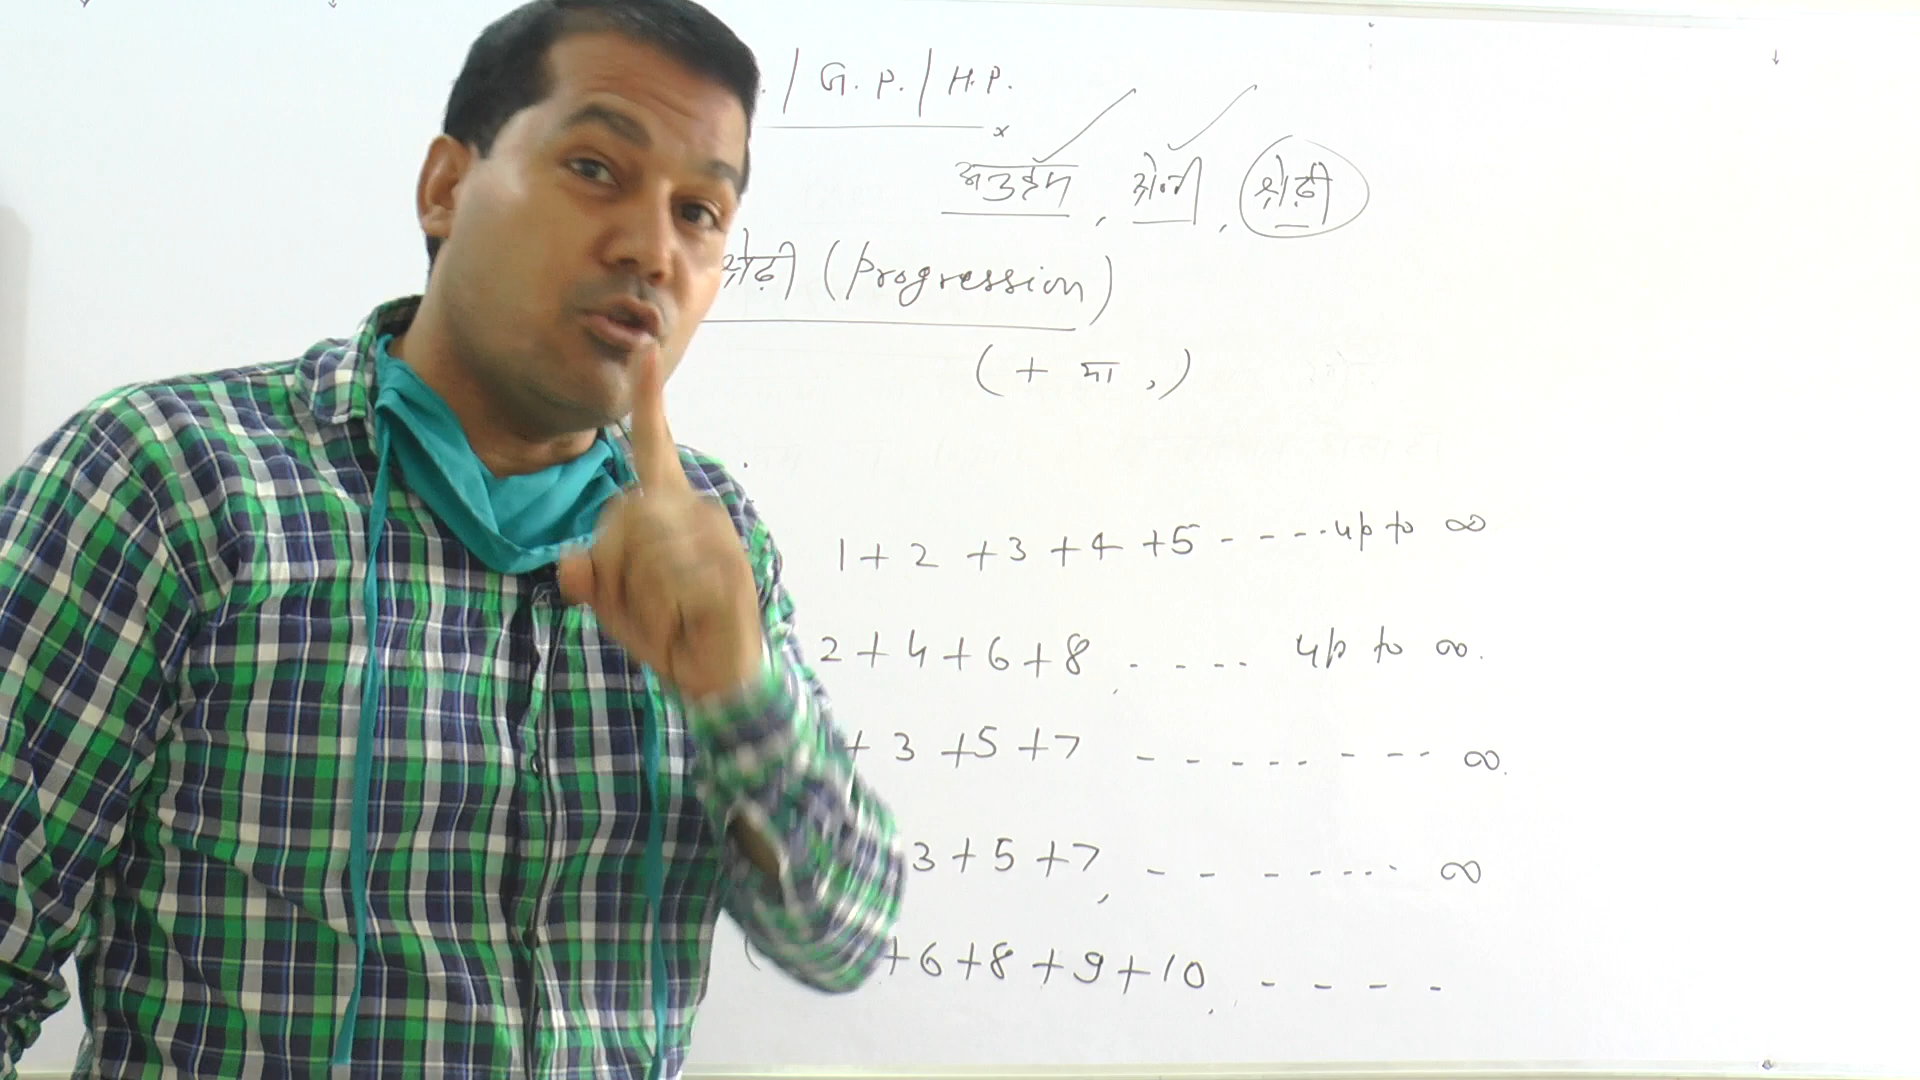 . / G. P. / H.P.
×
अनुक्रम , श्रेणी , श्रेढ़ी
श्रेढ़ी (Progression)
( + या , )
1 + 2 + 3 + 4 + 5 - - - - up to ∞
2 + 4 + 6 + 8 , - - - - up to ∞.
+ 3 + 5 + 7 - - - - - - - - ∞.
3 + 5 + 7, - - - - - - - ∞
( + 6 + 8 + 9 + 10, - - - -